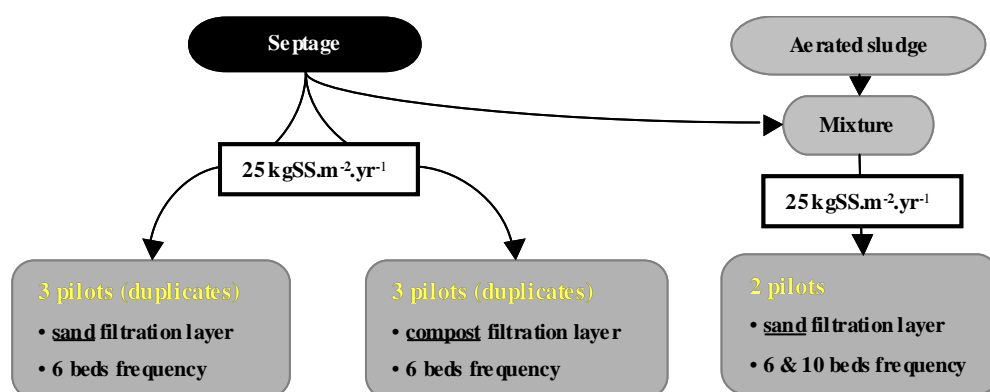 Septage
Aerated sludge
Mixture
25 kgSS.m⁻².yr⁻¹
25 kgSS.m⁻².yr⁻¹
3 pilots (duplicates)
• sand filtration layer
• 6 beds frequency
3 pilots (duplicates)
• compost filtration layer
• 6 beds frequency
2 pilots
• sand filtration layer
• 6 & 10 beds frequency